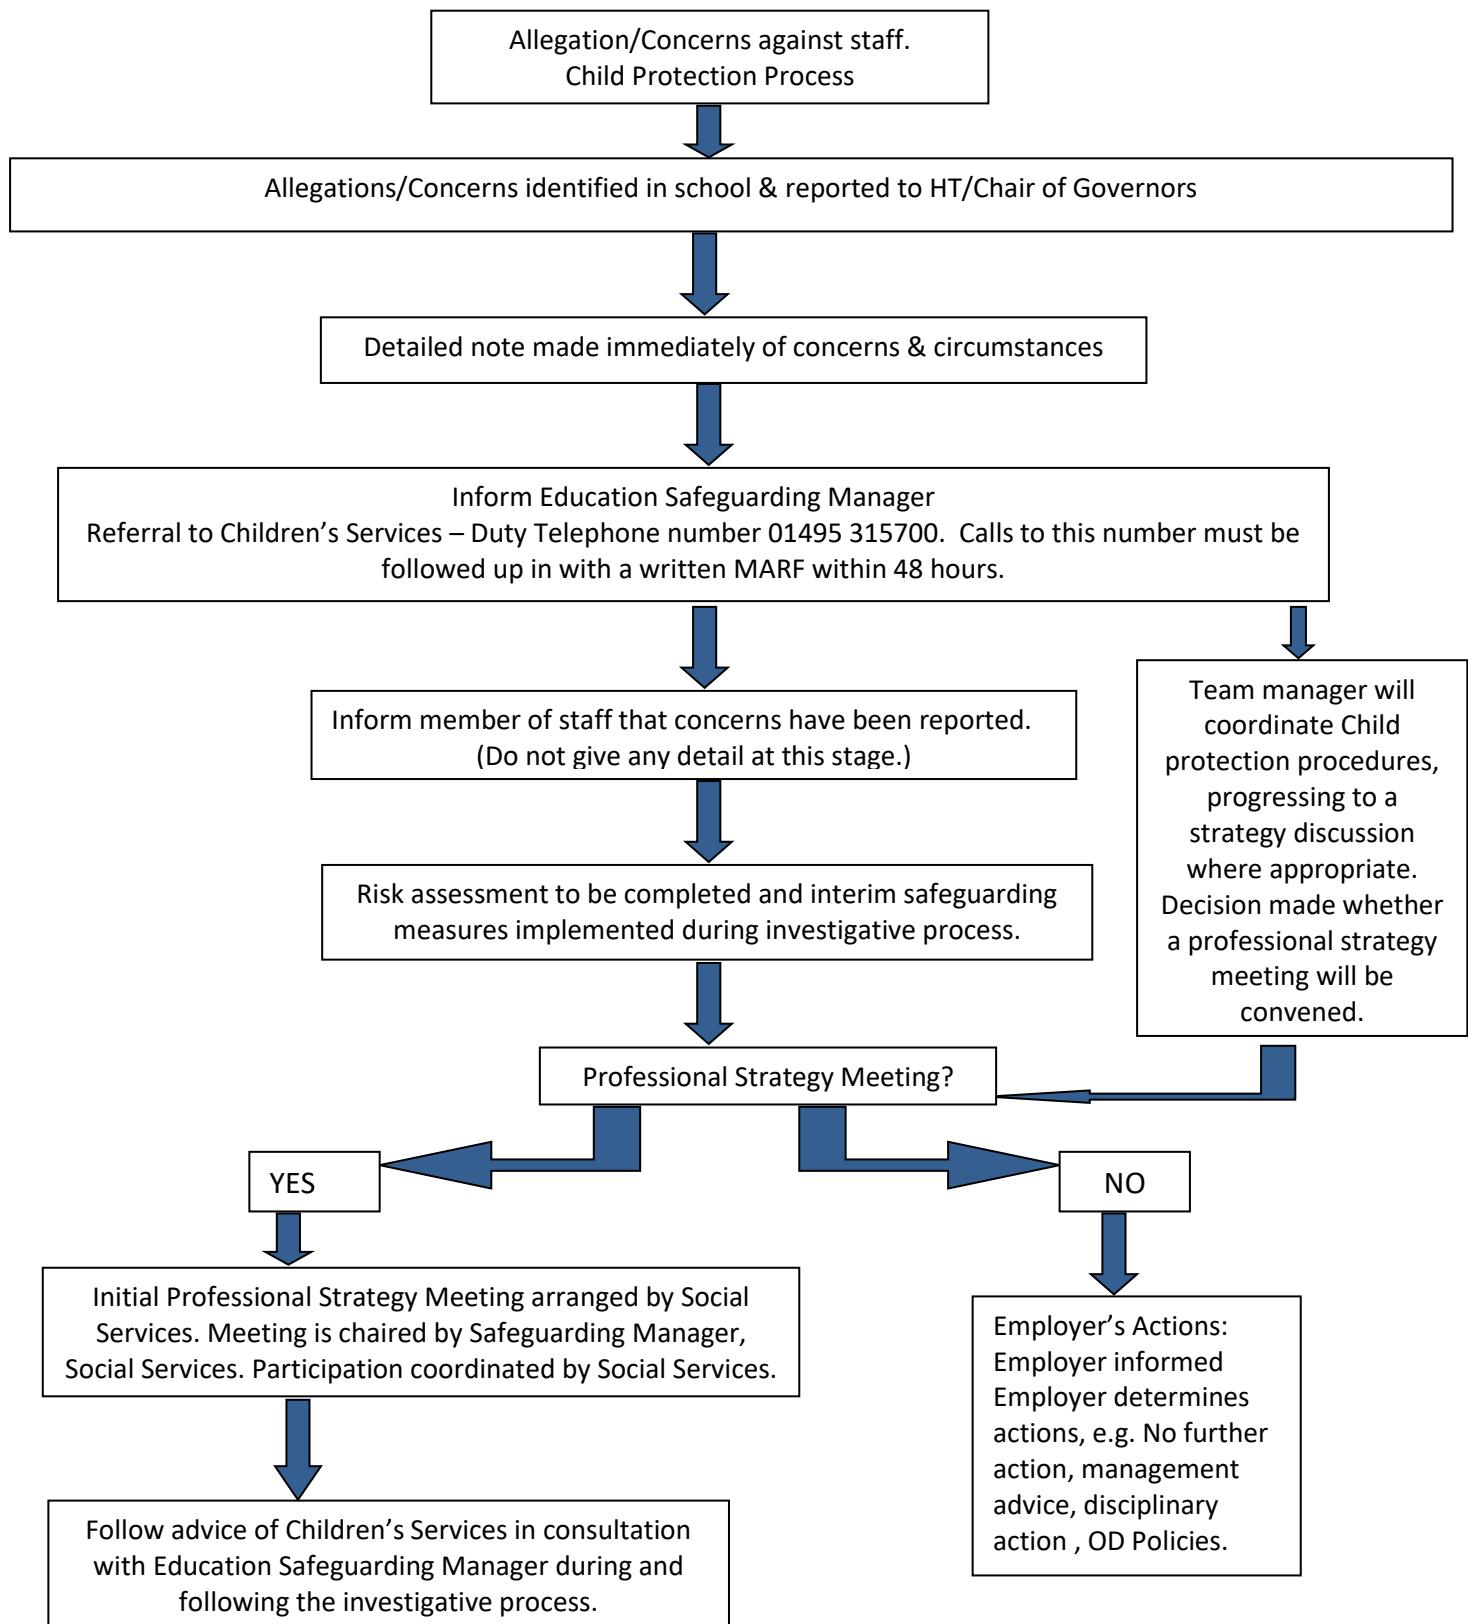 Allegation/Concerns against staff.
Child Protection Process
Allegations/Concerns identified in school & reported to HT/Chair of Governors
Detailed note made immediately of concerns & circumstances
Inform Education Safeguarding Manager
Referral to Children’s Services – Duty Telephone number 01495 315700.  Calls to this number must be
followed up in with a written MARF within 48 hours.
Inform member of staff that concerns have been reported.
(Do not give any detail at this stage.)
Team manager will
coordinate Child
protection procedures,
progressing to a
strategy discussion
where appropriate.
Decision made whether
a professional strategy
meeting will be
convened.
Risk assessment to be completed and interim safeguarding
measures implemented during investigative process.
Professional Strategy Meeting?
YES
NO
Initial Professional Strategy Meeting arranged by Social
Services. Meeting is chaired by Safeguarding Manager,
Social Services. Participation coordinated by Social Services.
Employer’s Actions:
Employer informed
Employer determines
actions, e.g. No further
action, management
advice, disciplinary
action , OD Policies.
Follow advice of Children’s Services in consultation
with Education Safeguarding Manager during and
following the investigative process.